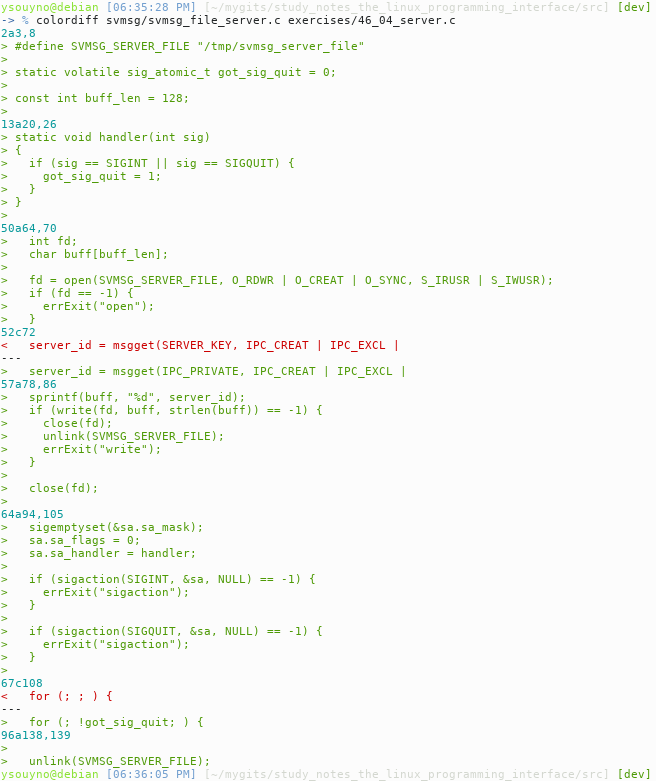 ysouyno@debian [06:35:28 PM] [~/mygits/study_notes_the_linux_programming_interface/src] [dev]
-> % colordiff svmsg/svmsg_file_server.c exercises/46_04_server.c
2a3,8
> #define SVMSG_SERVER_FILE "/tmp/svmsg_server_file"
>
> static volatile sig_atomic_t got_sig_quit = 0;
>
> const int buff_len = 128;
>
13a20,26
> static void handler(int sig)
> {
>   if (sig == SIGINT || sig == SIGQUIT) {
>     got_sig_quit = 1;
>   }
> }
>
50a64,70
>   int fd;
>   char buff[buff_len];
>
>   fd = open(SVMSG_SERVER_FILE, O_RDWR | O_CREAT | O_SYNC, S_IRUSR | S_IWUSR);
>   if (fd == -1) {
>     errExit("open");
>   }
52c72
<   server_id = msgget(SERVER_KEY, IPC_CREAT | IPC_EXCL |
---
>   server_id = msgget(IPC_PRIVATE, IPC_CREAT | IPC_EXCL |
57a78,86
>   sprintf(buff, "%d", server_id);
>   if (write(fd, buff, strlen(buff)) == -1) {
>     close(fd);
>     unlink(SVMSG_SERVER_FILE);
>     errExit("write");
>   }
>
>   close(fd);
>
64a94,105
>   sigemptyset(&sa.sa_mask);
>   sa.sa_flags = 0;
>   sa.sa_handler = handler;
>
>   if (sigaction(SIGINT, &sa, NULL) == -1) {
>     errExit("sigaction");
>   }
>
>   if (sigaction(SIGQUIT, &sa, NULL) == -1) {
>     errExit("sigaction");
>   }
>
67c108
<   for (; ; ) {
---
>   for (; !got_sig_quit; ) {
96a138,139
>
>   unlink(SVMSG_SERVER_FILE);
ysouyno@debian [06:36:05 PM] [~/mygits/study_notes_the_linux_programming_interface/src] [dev]